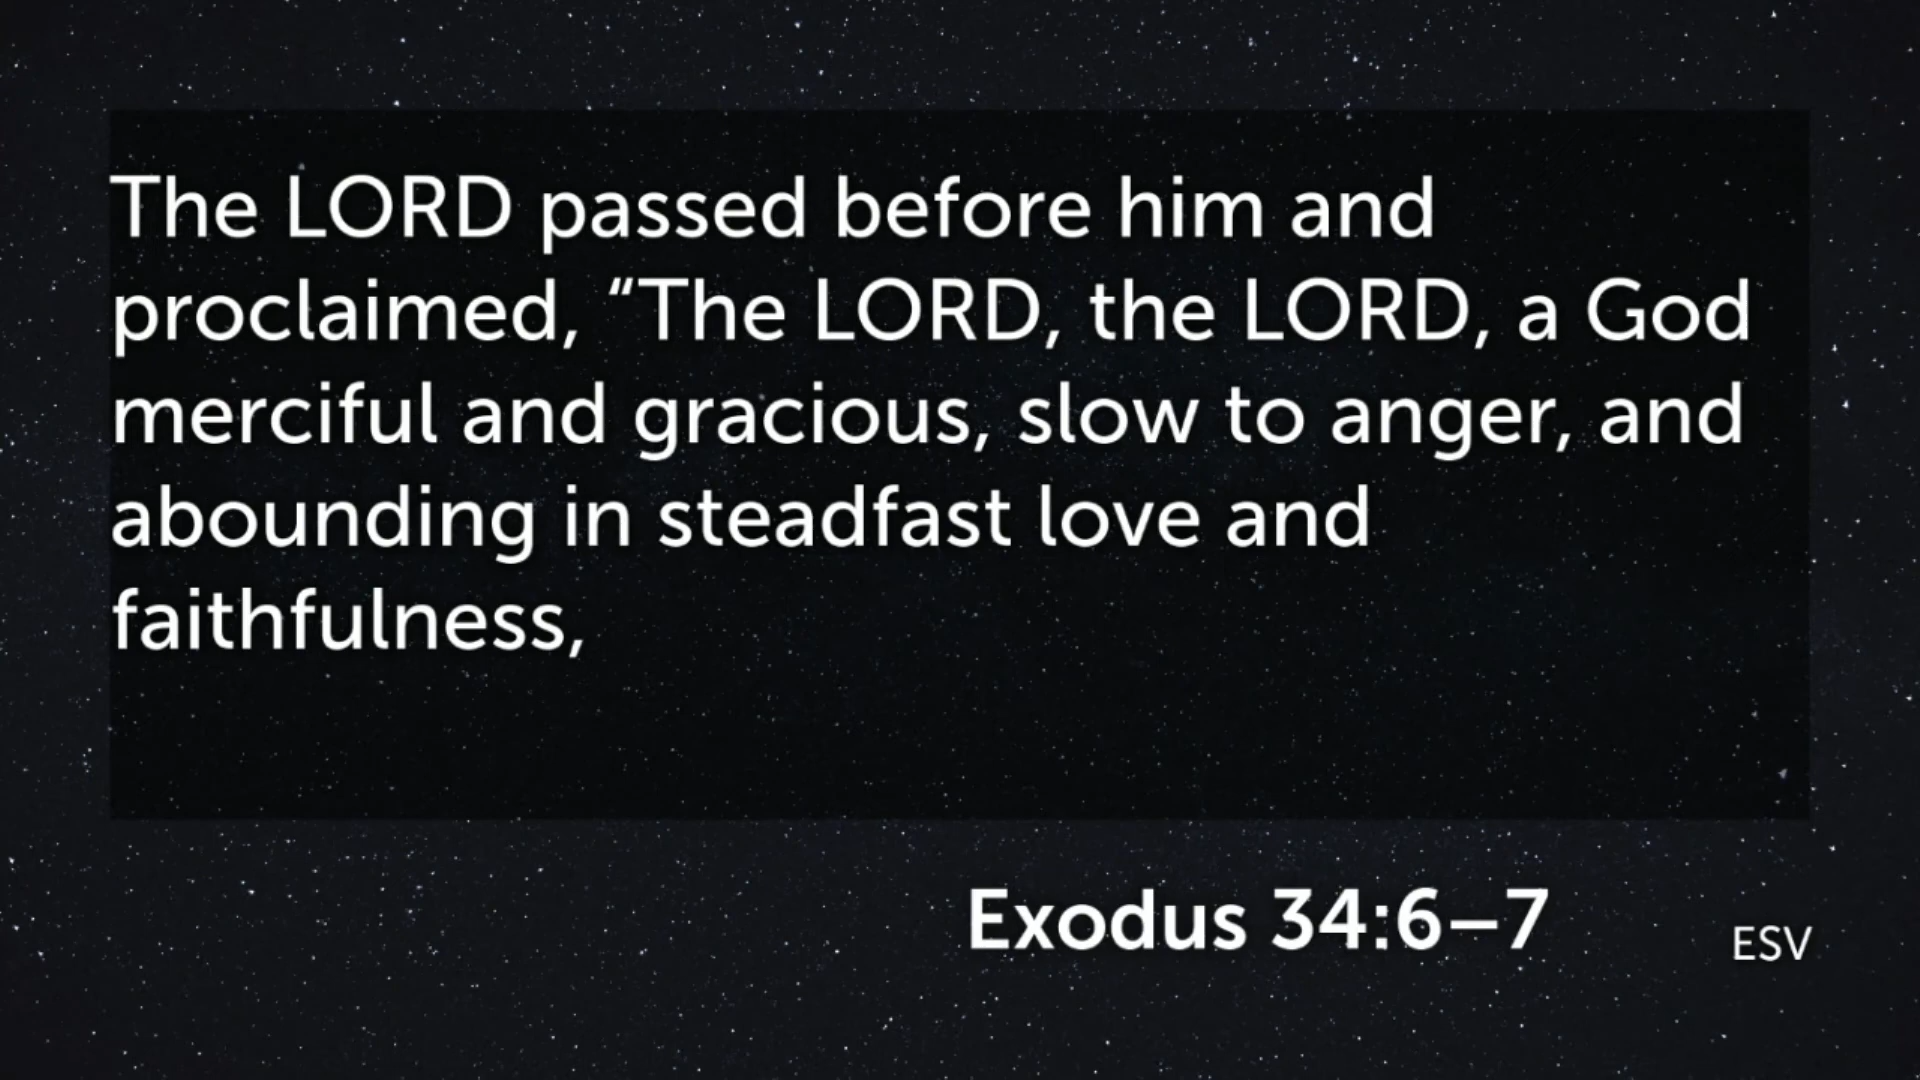 The LORD passed before him and
proclaimed, “The LORD, the LORD, a God
merciful and gracious, slow to anger, and
abounding in steadfast love and
faithfulness,
Exodus 34:6–7
ESV